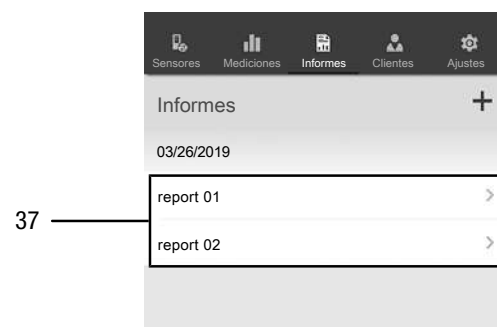 Sensores Mediciones Informes Clientes Ajustes
Informes +
03/26/2019
report 01 >
37
report 02 >